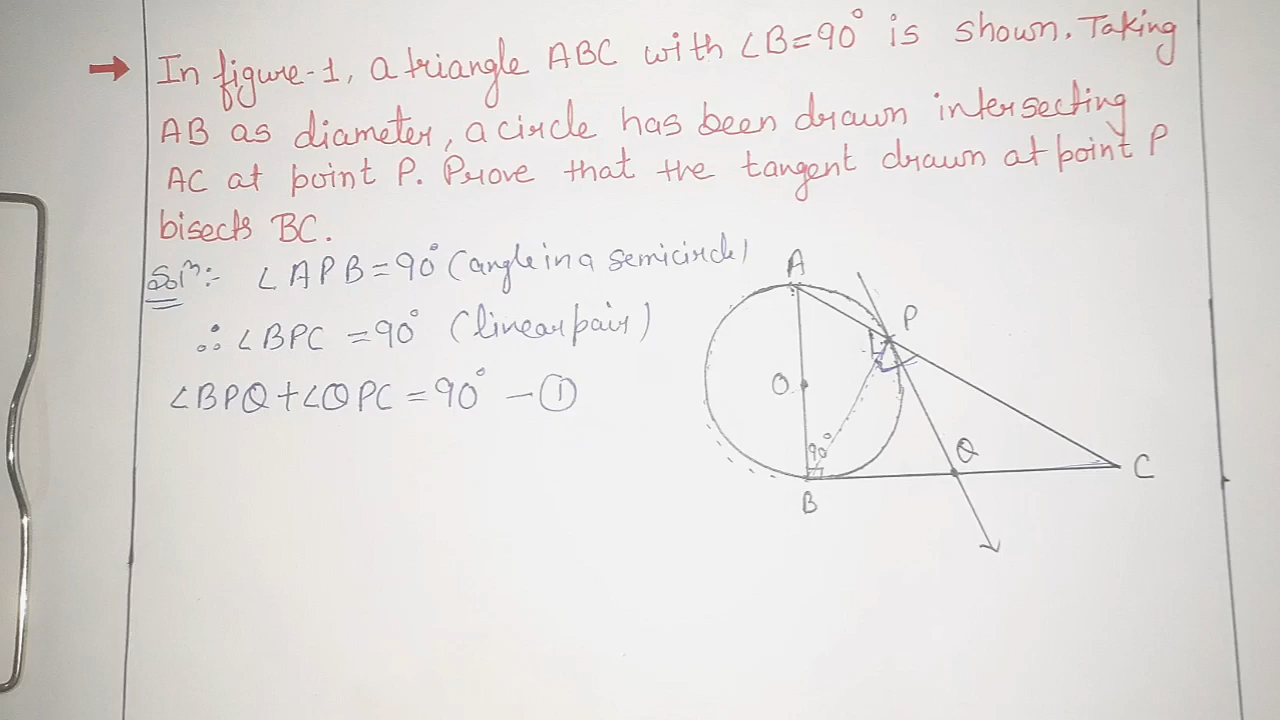 → In figure-1, a triangle ABC with ∠B=90° is shown. Taking
AB as diameter, a circle has been drawn intersecting
AC at point P. Prove that the tangent drawn at point P
bisects BC.
Solⁿ:- ∠APB=90° (angle in a semicircle)
∴ ∠BPC =90° (linear pair)
∠BPQ+∠QPC=90° —①
A
P
O
90°
Q
C
B